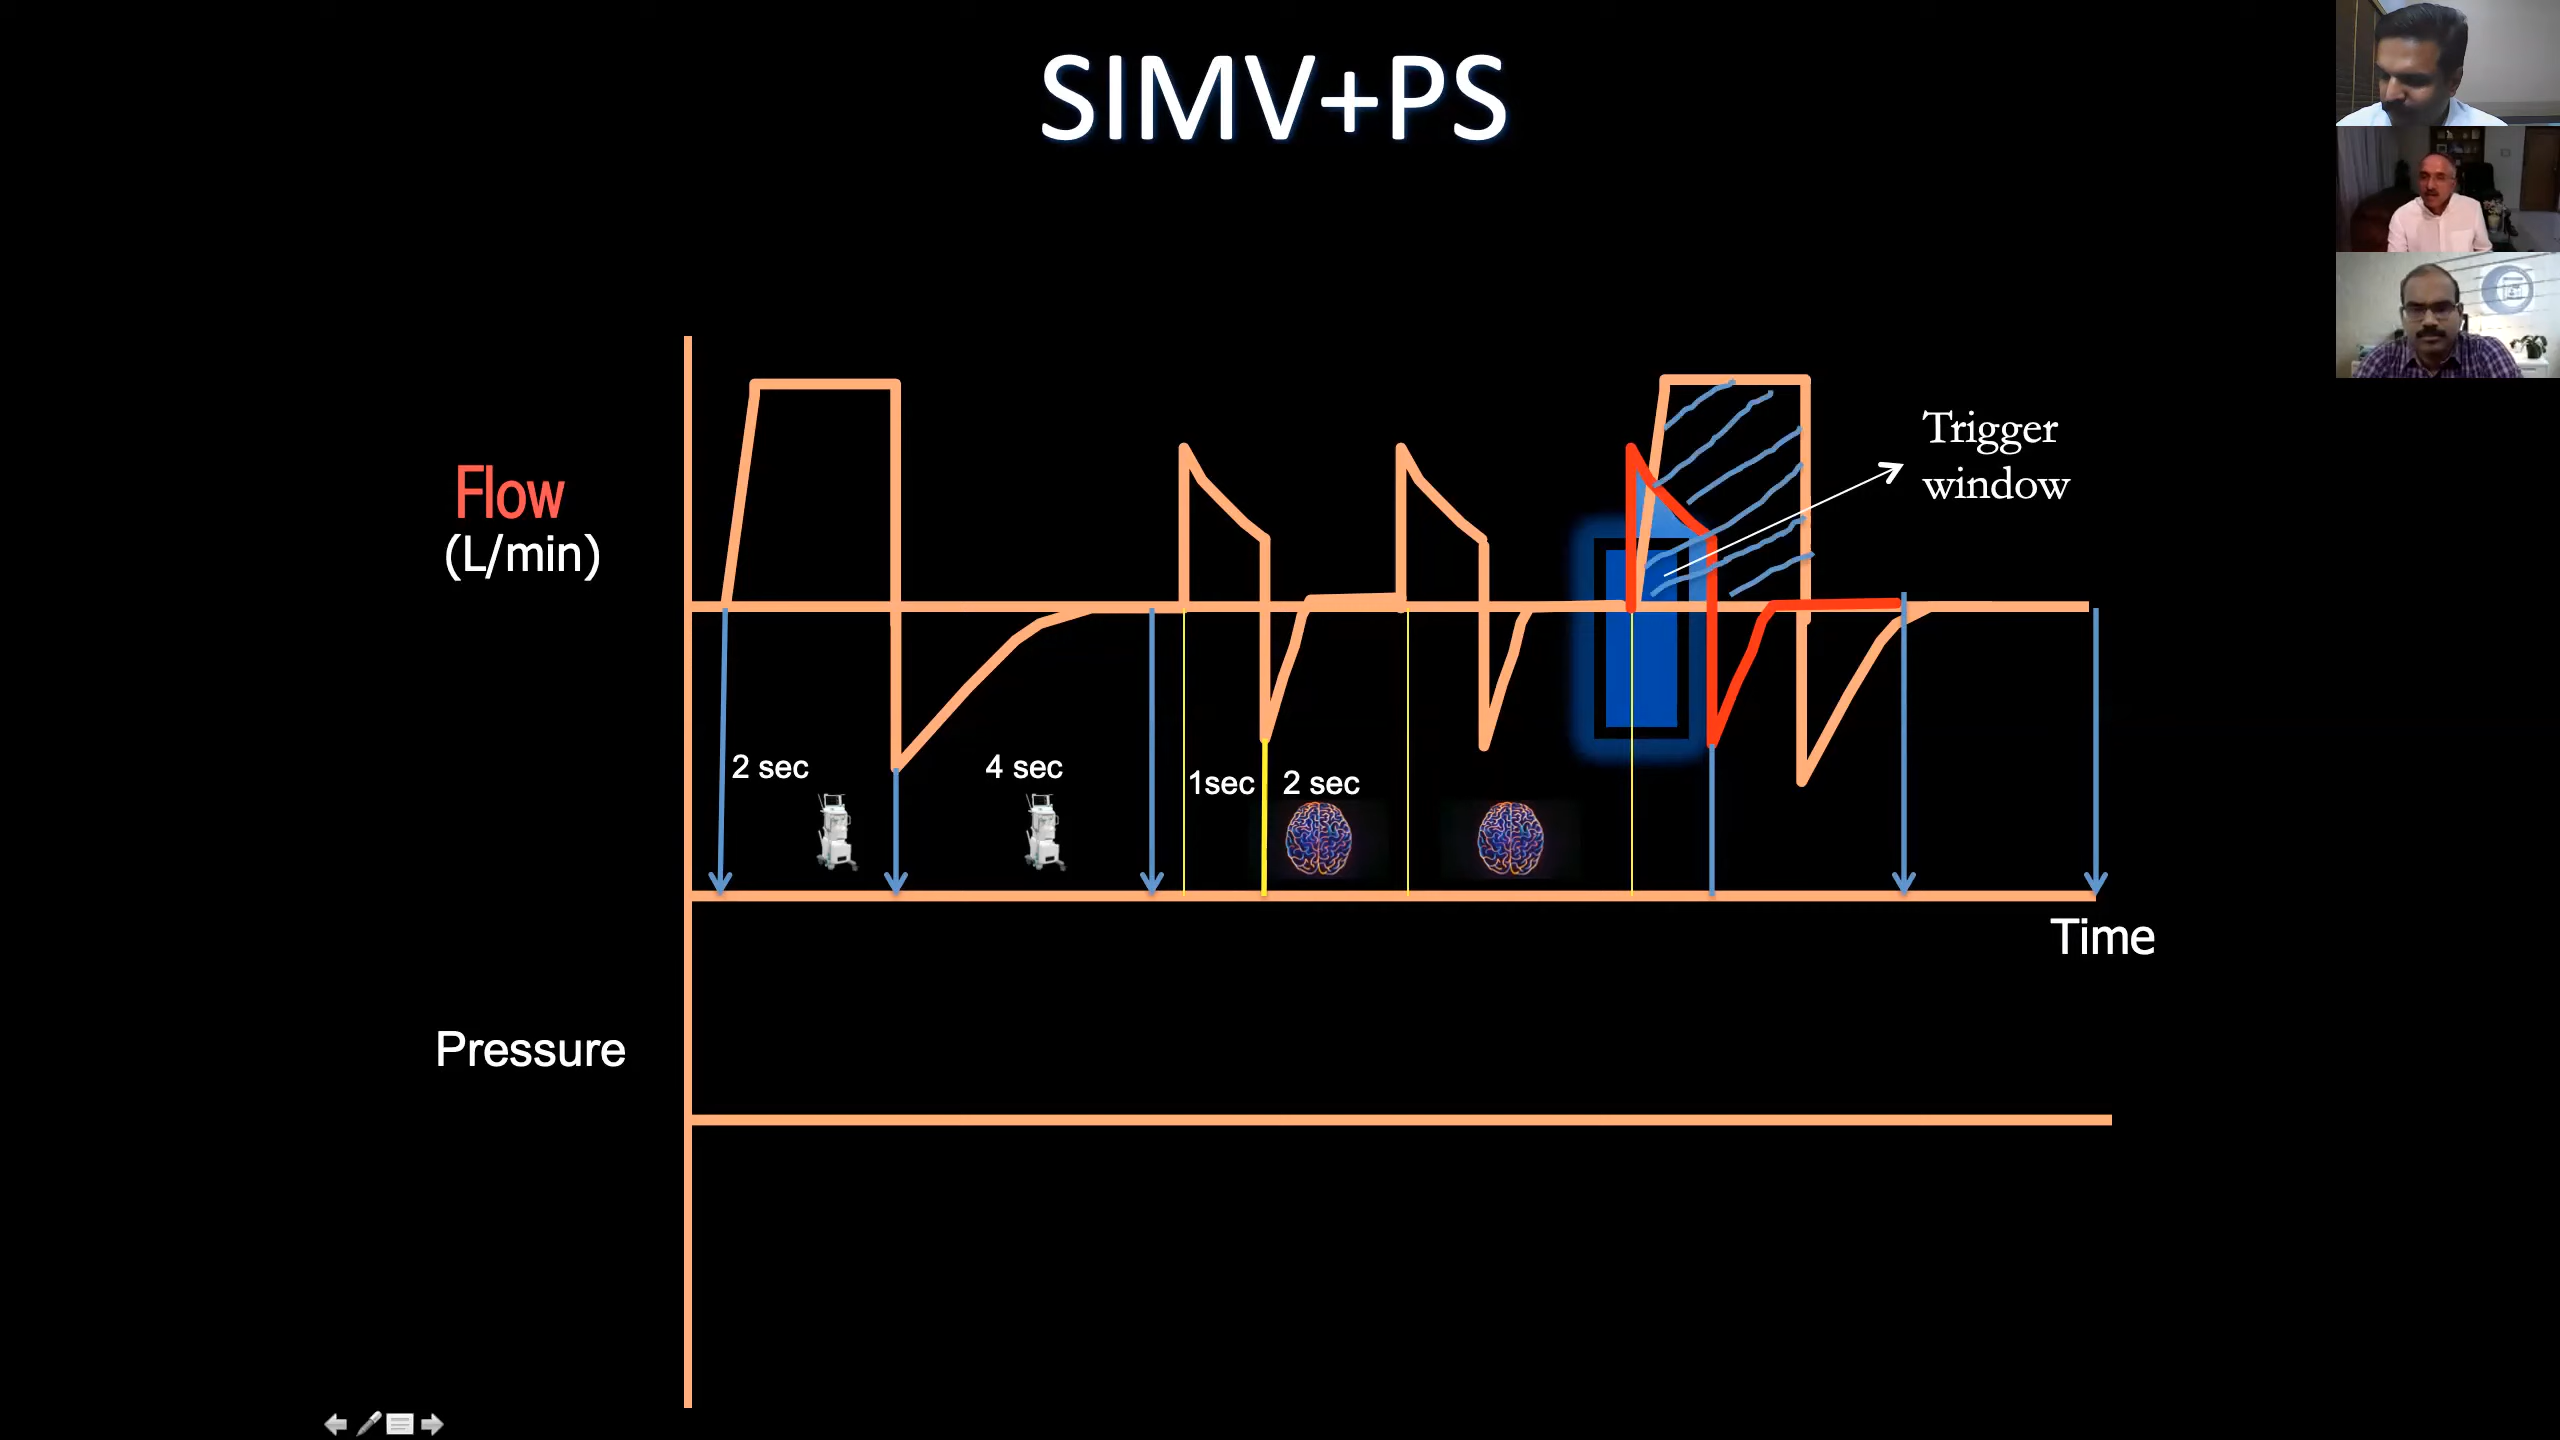 SIMV+PS
Trigger
window
Flow
(L/min)
2 sec
4 sec
1sec
2 sec
Time
Pressure